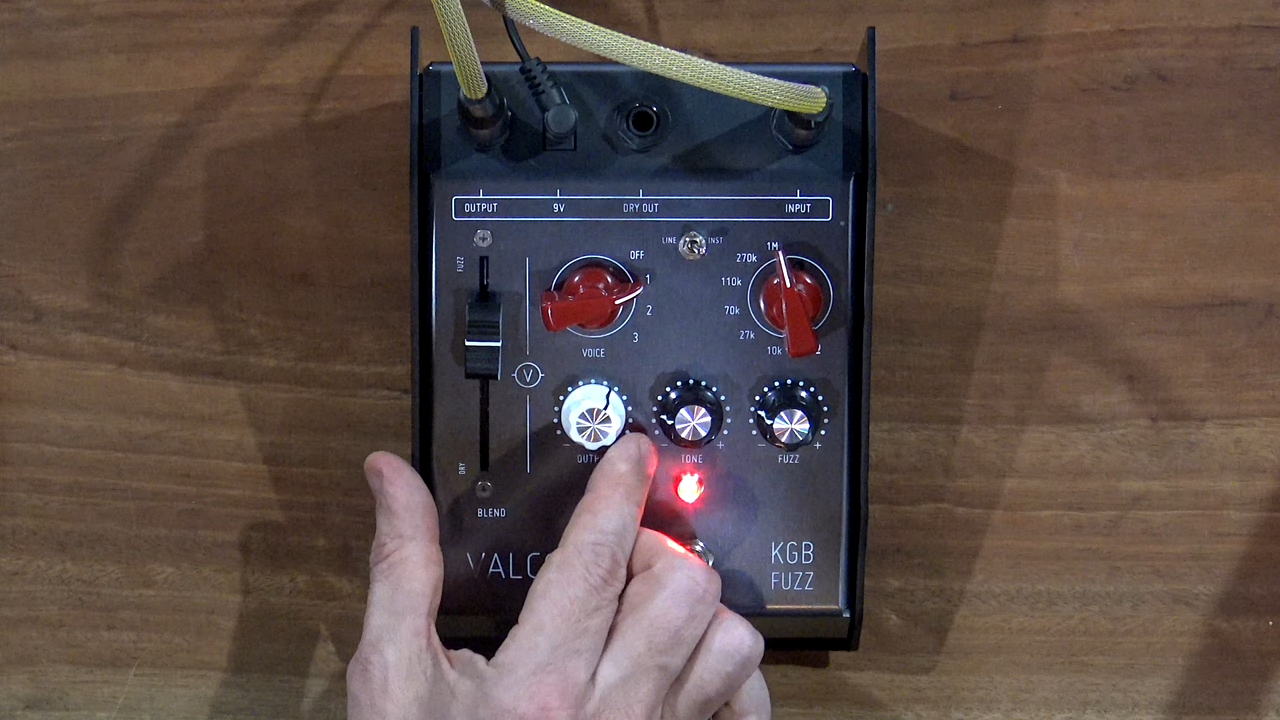 OUTPUT 9V DRY OUT INPUT
LINE INST
FUZZ
OFF
1
2
3
VOICE
1M
270k
110k
70k
27k
10k
V
DRY
BLEND
TONE
FUZZ
- + - +
KGB
FUZZ